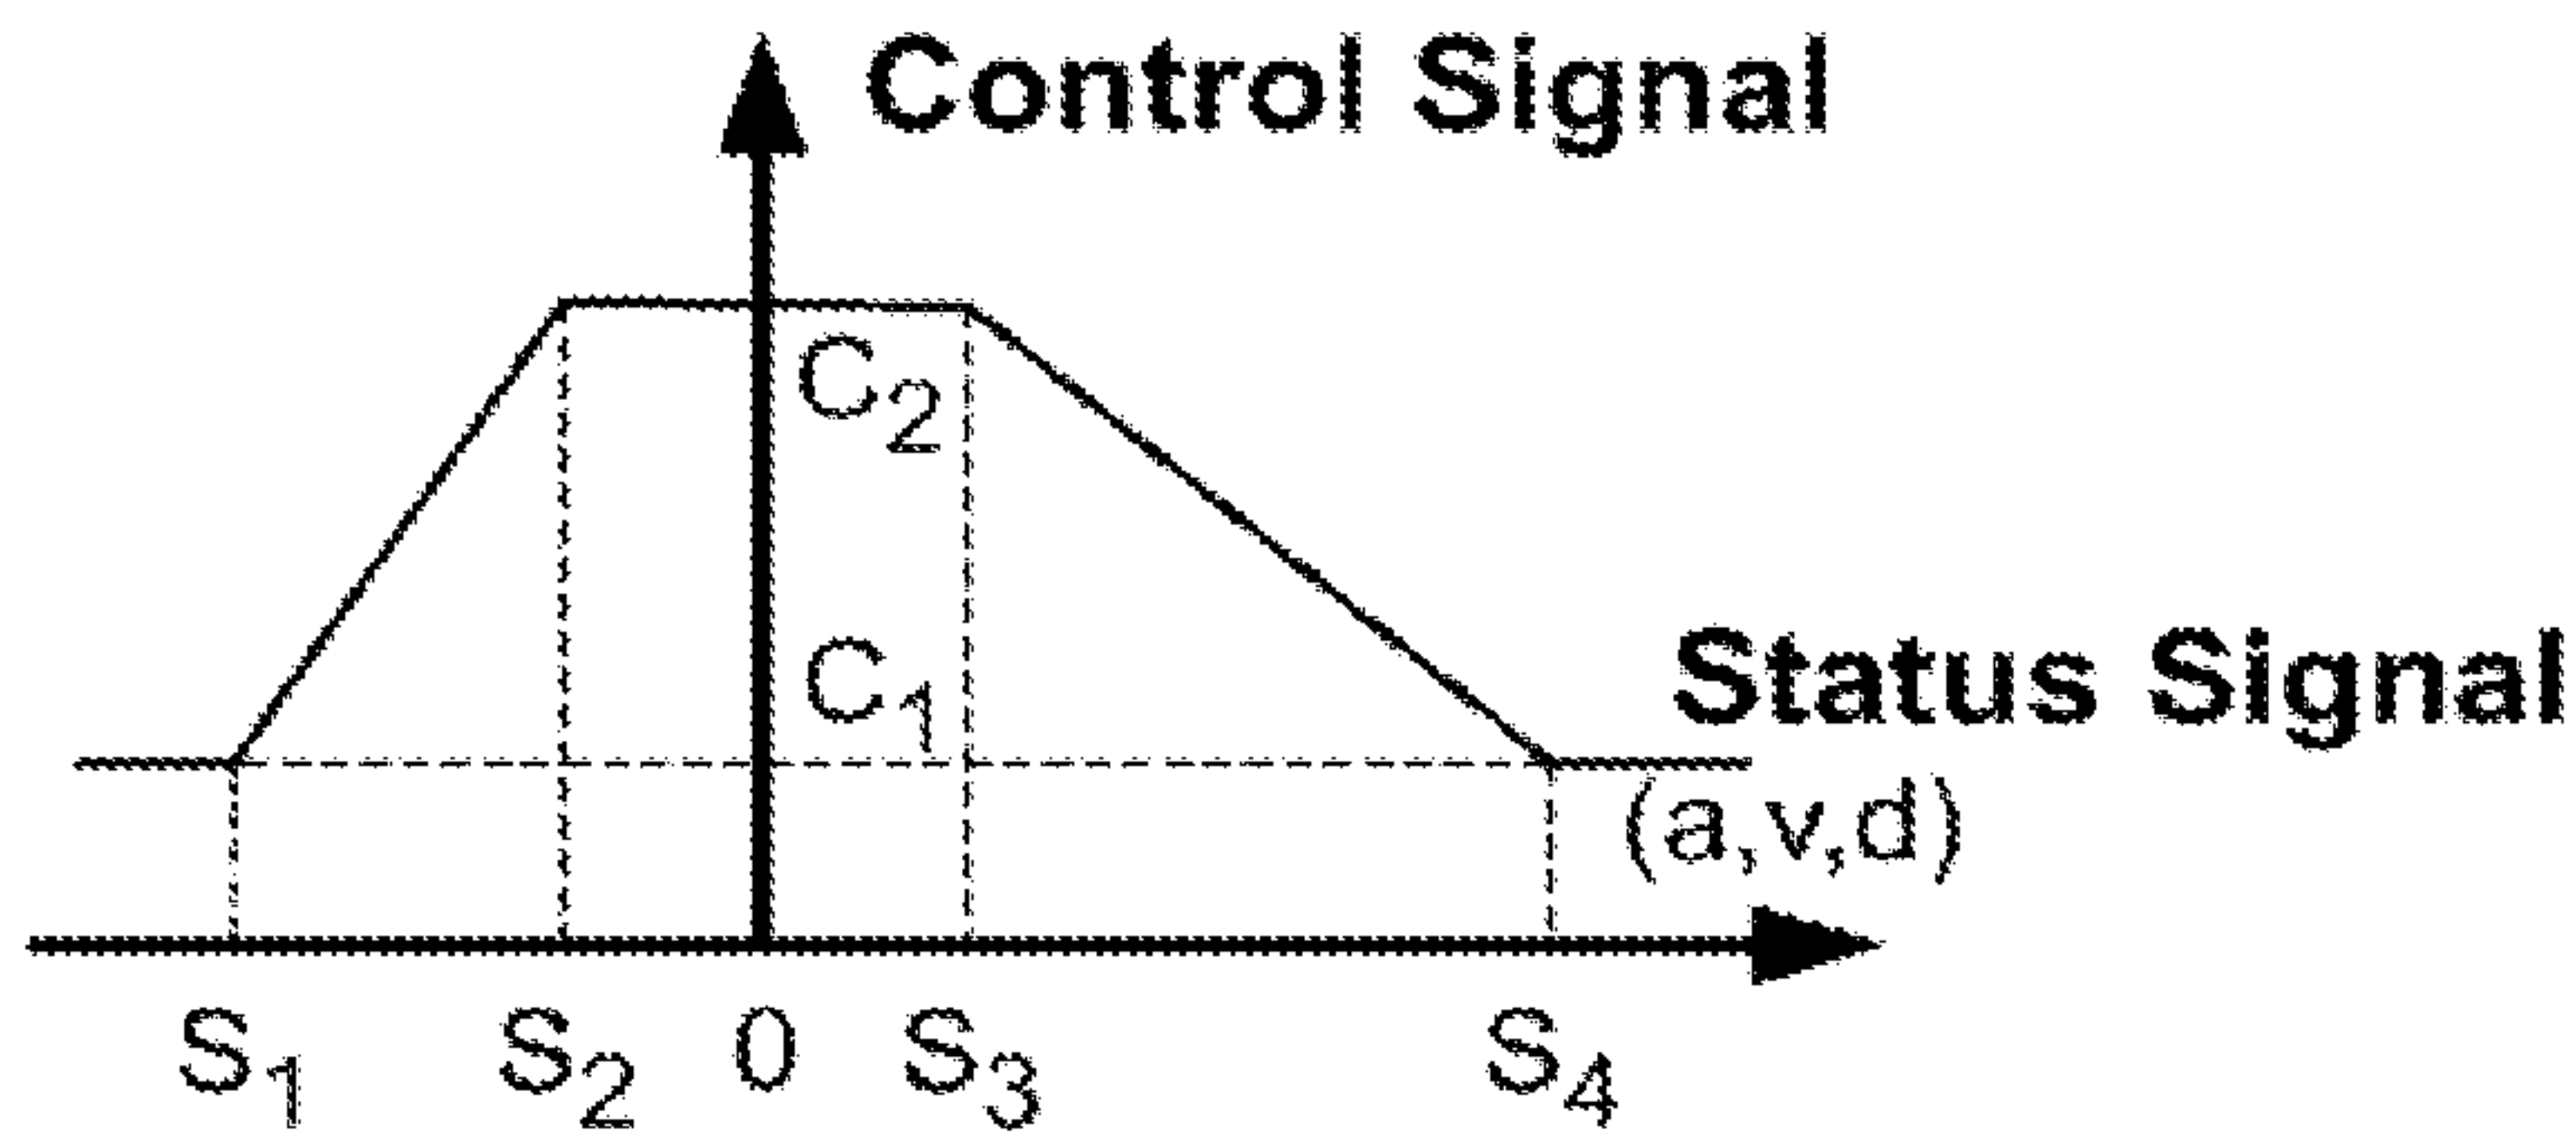 Control Signal
C2
C1
Status Signal
(a,v,d)
S1 S2 0 S3 S4